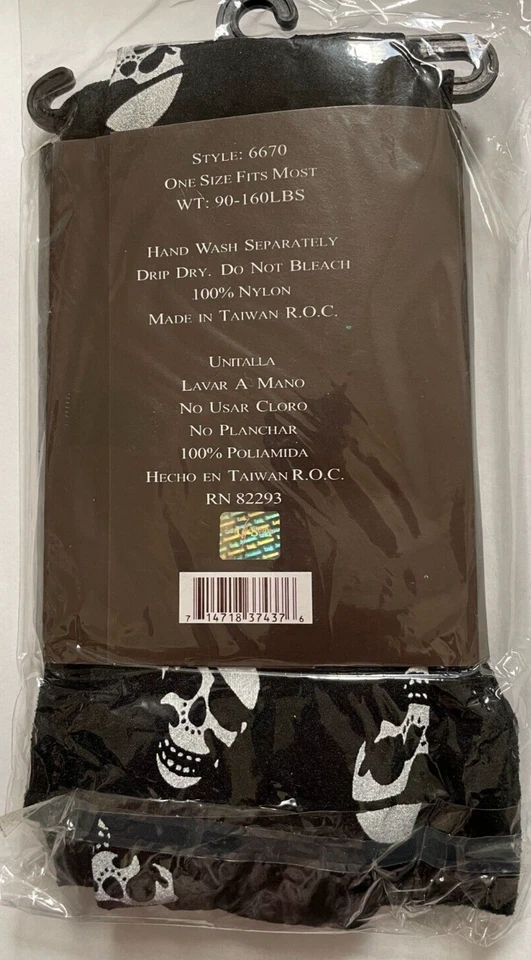 STYLE: 6670
ONE SIZE FITS MOST
WT: 90-160LBS
HAND WASH SEPARATELY
DRIP DRY. DO NOT BLEACH
100% NYLON
MADE IN TAIWAN R.O.C.
UNITALLA
LAVAR A MANO
NO USAR CLORO
NO PLANCHAR
100% POLIAMIDA
HECHO EN TAIWAN R.O.C.
RN 82293
7 14718 37437 6